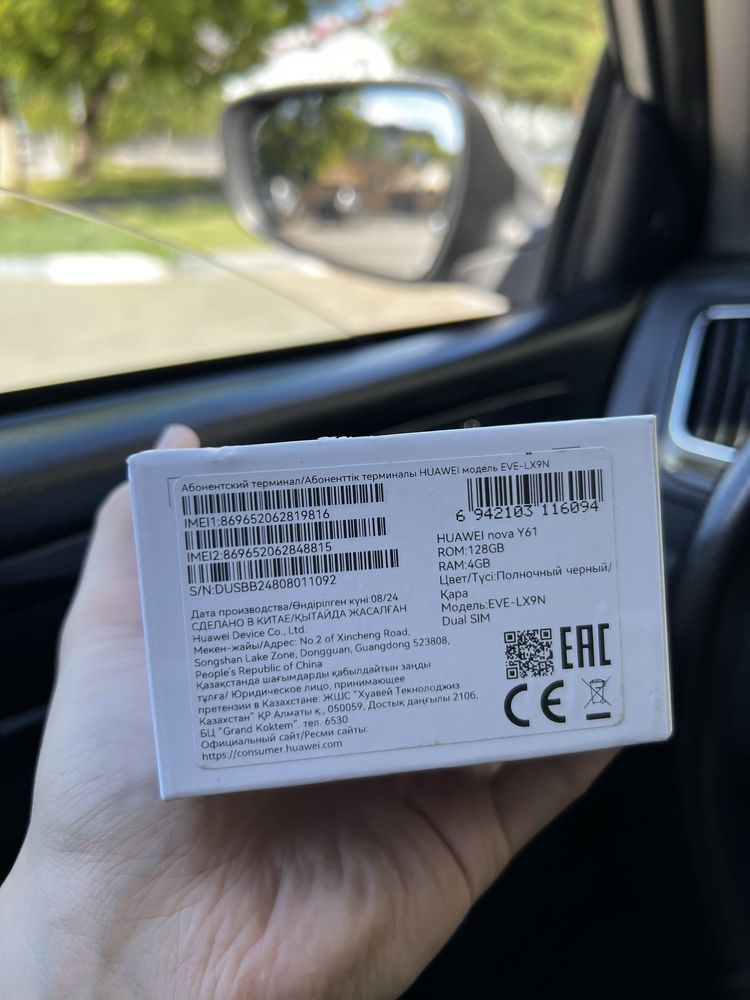 Абонентский терминал/Абоненттік терминалы HUAWEI модель EVE-LX9N
IMEI1:869652062819816
IMEI2:869652062848815
S/N:DUSBB24808011092
6 942103 116094
HUAWEI nova Y61
ROM:128GB
RAM:4GB
Цвет/Түсі:Полночный черный/
Қара
Модель:EVE-LX9N
Dual SIM
Дата производства/Өндірілген күні:08/24
СДЕЛАНО В КИТАЕ/ҚЫТАЙДА ЖАСАЛҒАН
Huawei Device Co., Ltd.
Мекен-жайы/Адрес: No.2 of Xincheng Road,
Songshan Lake Zone, Dongguan, Guangdong 523808,
People's Republic of China
Қазақстанда шағымдарды қабылдайтын заңды
тұлға/ Юридическое лицо, принимающее
претензии в Казахстане: ЖШС "Хуавей Текнолоджиз
Казахстан" ҚР Алматы қ., 050059, Достық даңғылы 210б,
БЦ "Grand Koktem". тел. 6530
Официальный сайт/Ресми сайты:
https://consumer.huawei.com
EAC
CE